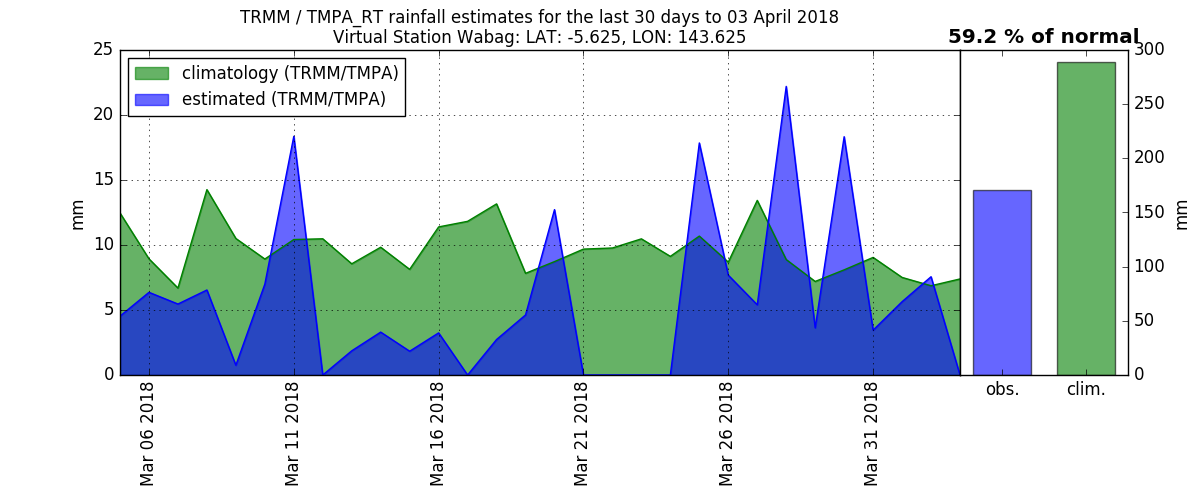 TRMM / TMPA_RT rainfall estimates for the last 30 days to 03 April 2018
Virtual Station Wabag: LAT: -5.625, LON: 143.625
59.2 % of normal
climatology (TRMM/TMPA)
estimated (TRMM/TMPA)
25
20
15
10
5
0
mm
Mar 06 2018
Mar 11 2018
Mar 16 2018
Mar 21 2018
Mar 26 2018
Mar 31 2018
obs.
clim.
300
250
200
150
100
50
0
mm